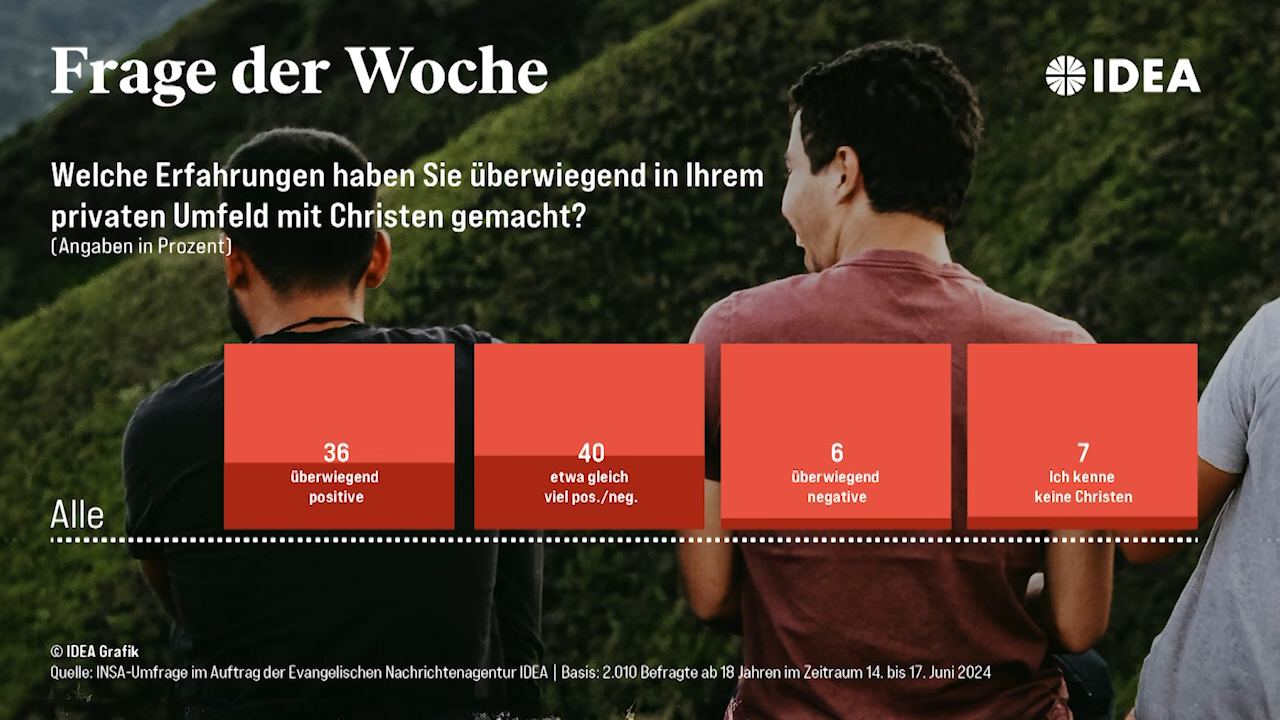 Frage der Woche
IDEA
Welche Erfahrungen haben Sie überwiegend in Ihrem
privaten Umfeld mit Christen gemacht?
(Angaben in Prozent)
36
überwiegend
positive
40
etwa gleich
viel pos./neg.
6
überwiegend
negative
7
ich kenne
keine Christen
Alle
© IDEA Grafik
Quelle: INSA-Umfrage im Auftrag der Evangelischen Nachrichtenagentur IDEA | Basis: 2.010 Befragte ab 18 Jahren im Zeitraum 14. bis 17. Juni 2024